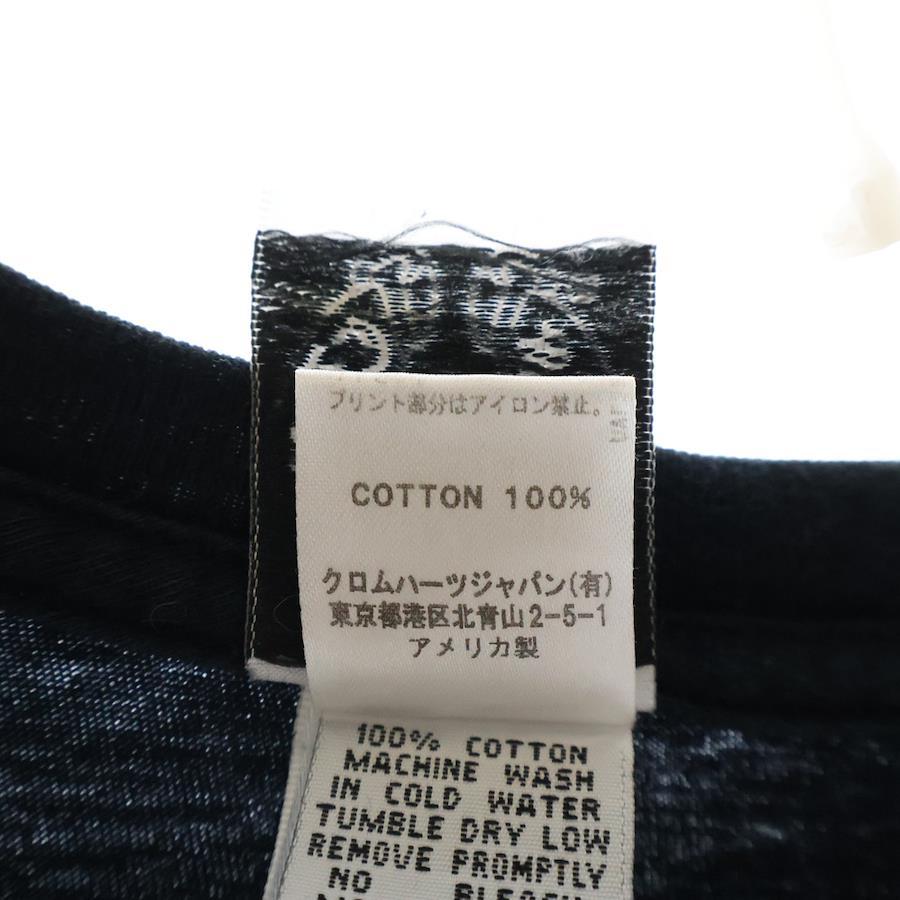 プリント部分はアイロン禁止。
COTTON 100%
クロムハーツジャパン(有)
東京都港区北青山2-5-1
アメリカ製
100% COTTON
MACHINE WASH
IN COLD WATER
TUMBLE DRY LOW
REMOVE PROMPTLY
NO BLEACH